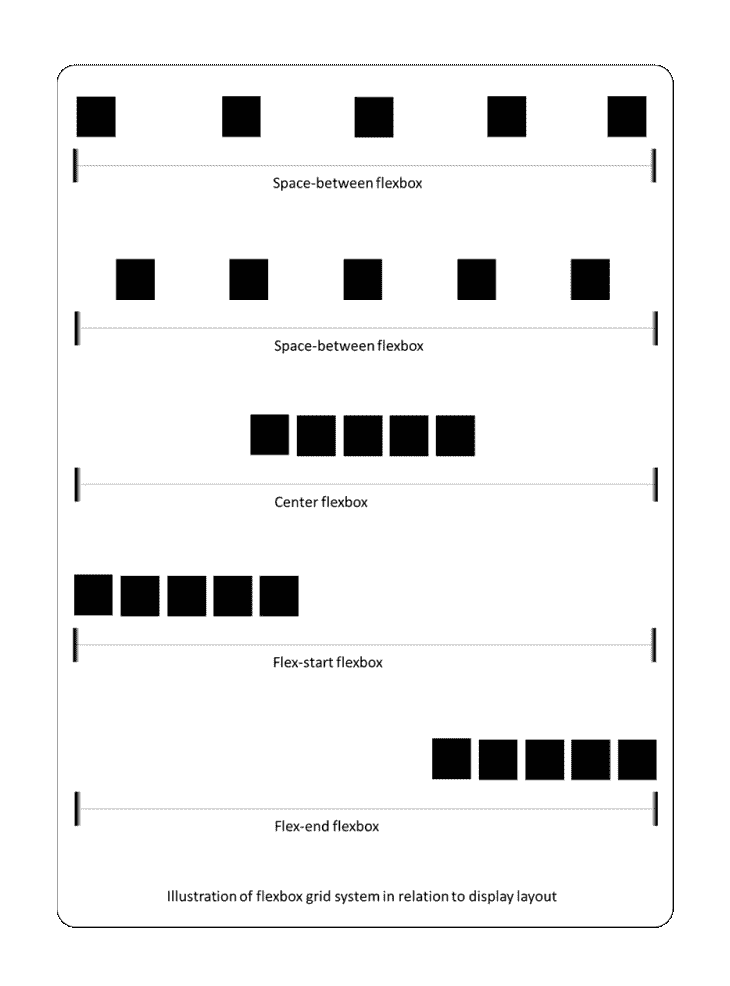 Space-between flexbox
Space-between flexbox
Center flexbox
Flex-start flexbox
Flex-end flexbox
Illustration of flexbox grid system in relation to display layout